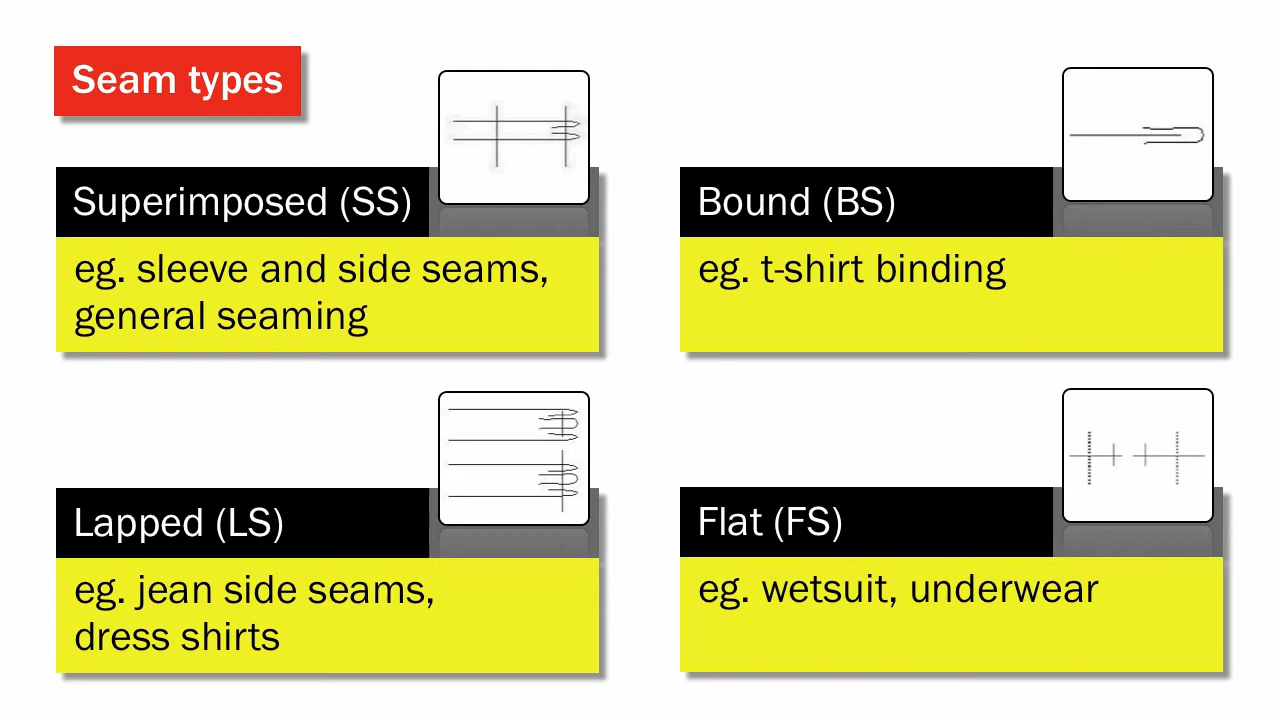 Seam types
Superimposed (SS)
eg. sleeve and side seams,
general seaming
Bound (BS)
eg. t-shirt binding
Lapped (LS)
eg. jean side seams,
dress shirts
Flat (FS)
eg. wetsuit, underwear